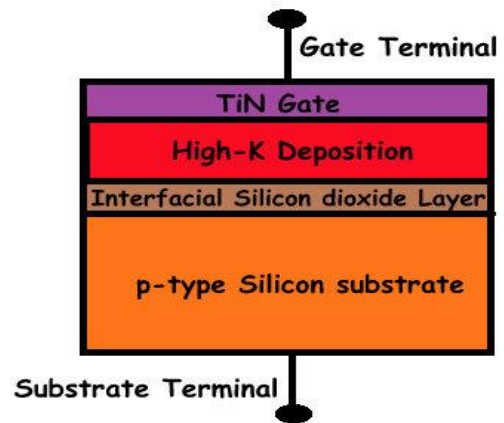 Gate Terminal
TiN Gate
High-K Deposition
Interfacial Silicon dioxide Layer
p-type Silicon substrate
Substrate Terminal